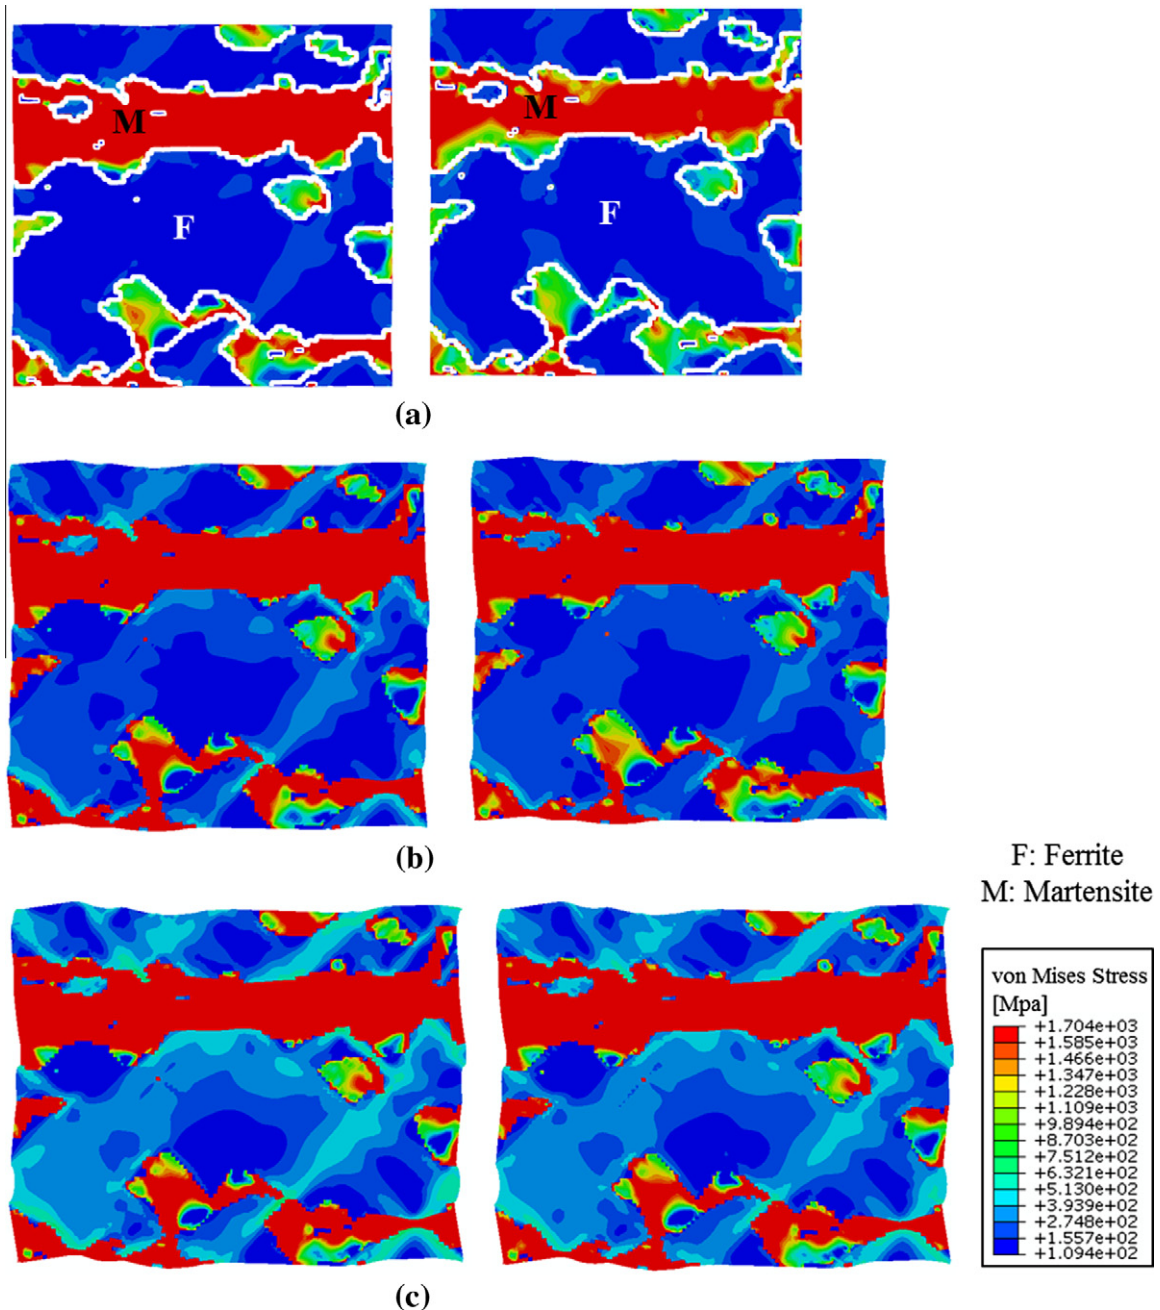 M
M
F
F
(a)
(b)
F: Ferrite
M: Martensite
von Mises Stress
[Mpa]
+1.704e+03
+1.585e+03
+1.466e+03
+1.347e+03
+1.228e+03
+1.109e+03
+9.894e+02
+8.703e+02
+7.512e+02
+6.321e+02
+5.130e+02
+3.939e+02
+2.748e+02
+1.557e+02
+1.094e+02
(c)